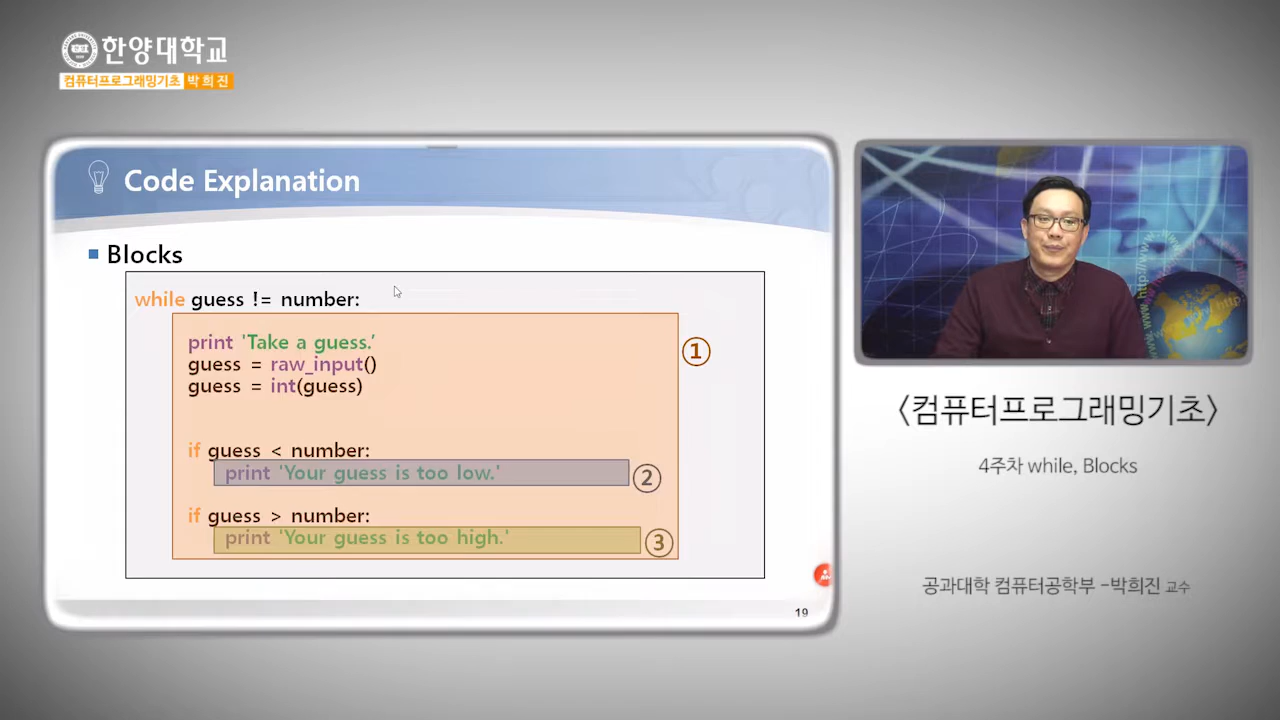 한양대학교
컴퓨터프로그래밍기초 박희진
Code Explanation
Blocks
while guess != number:
print 'Take a guess.’
guess = raw_input()
guess = int(guess)
①
if guess < number:
print 'Your guess is too low.'
②
if guess > number:
print 'Your guess is too high.'
③
19
http://www.
www
http:
<컴퓨터프로그래밍기초>
4주차 while, Blocks
공과대학 컴퓨터공학부 -박희진 교수